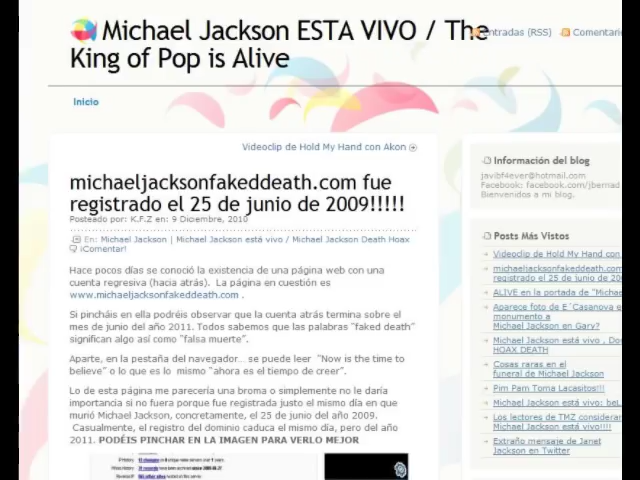 Michael Jackson ESTA VIVO / The
King of Pop is Alive
Entradas (RSS) Comentari
Inicio
Videoclip de Hold My Hand con Akon
michaeljacksonfakeddeath.com fue
registrado el 25 de junio de 2009!!!!!
Posteado por: K.F.Z en: 9 Diciembre, 2010
En: Michael Jackson | Michael Jackson está vivo / Michael Jackson Death Hoax
¡Comentar!
Hace pocos días se conoció la existencia de una página web con una
cuenta regresiva (hacia atrás). La página en cuestión es
www.michaeljacksonfakeddeath.com .
Si pincháis en ella podréis observar que la cuenta atrás termina sobre el
mes de junio del año 2011. Todos sabemos que las palabras "faked death"
significan algo así como "falsa muerte".
Aparte, en la pestaña del navegador... se puede leer "Now is the time to
believe" o lo que es lo mismo "ahora es el tiempo de creer".
Lo de esta página me parecería una broma o simplemente no le daría
importancia si no fuera porque fue registrada justo el mismo día en que
murió Michael Jackson, concretamente, el 25 de junio del año 2009.
Casualmente, el registro del dominio caduca el mismo día, pero del año
2011. PODÉIS PINCHAR EN LA IMAGEN PARA VERLO MEJOR
Información del blog
javibf4ever@hotmail.com
Facebook: facebook.com/jbernad
Bienvenidos a mi blog.
Posts Más Vistos
Videoclip de Hold My Hand con
michaeljacksonfakeddeath.com
registrado el 25 de junio de 20
ALIVE en la portada de "Michae
Aparece foto de E´Casanova e
monumento a
Michael Jackson en Gary?
Michael Jackson está vivo , Do
HOAX DEATH
Cosas raras en el
funeral de Michael Jackson
Pim Pam Toma Lacasitos!!!
Michael Jackson está vivo: beL
Los lectores de TMZ consideran
Michael Jackson está vivo!!!!
Extraño mensaje de Janet
Jackson en Twitter